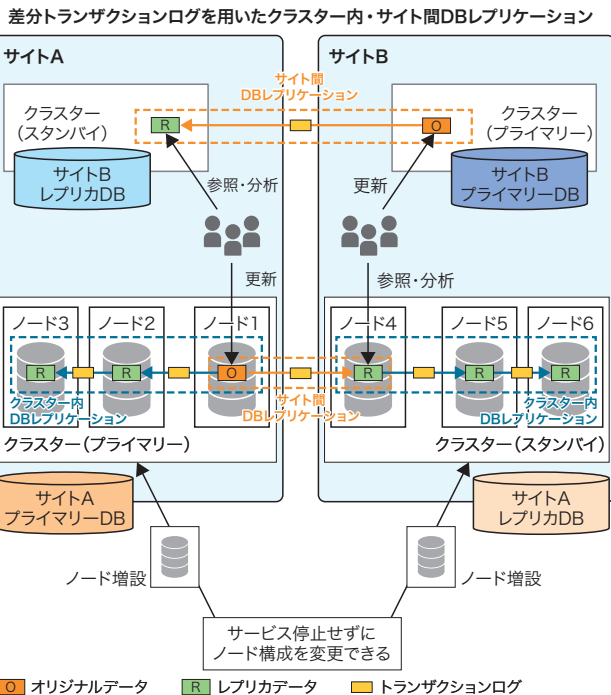 差分トランザクションログを用いたクラスター内・サイト間DBレプリケーション
サイトA
サイトB
サイト間
DBレプリケーション
クラスター
(スタンバイ)
R
O
クラスター
(プライマリー)
サイトB
レプリカDB
サイトB
プライマリーDB
参照・分析
更新
更新
参照・分析
ノード3
ノード2
ノード1
ノード4
ノード5
ノード6
R
R
O
R
R
R
クラスター内
DBレプリケーション
サイト間
DBレプリケーション
クラスター内
DBレプリケーション
クラスター(プライマリー)
クラスター(スタンバイ)
サイトA
プライマリーDB
サイトA
レプリカDB
ノード増設
ノード増設
サービス停止せずに
ノード構成を変更できる
O オリジナルデータ
R レプリカデータ
トランザクションログ